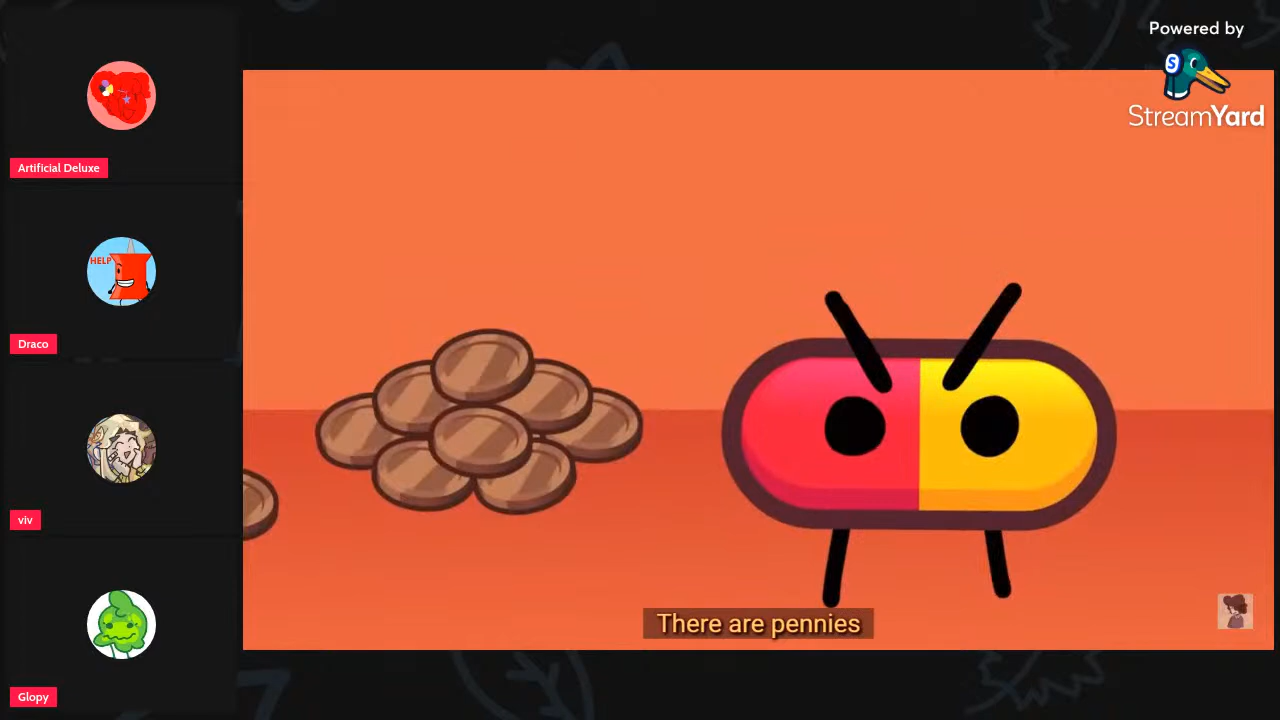 Powered by
StreamYard
Artificial Deluxe
HELP
Draco
viv
There are pennies
Glopy